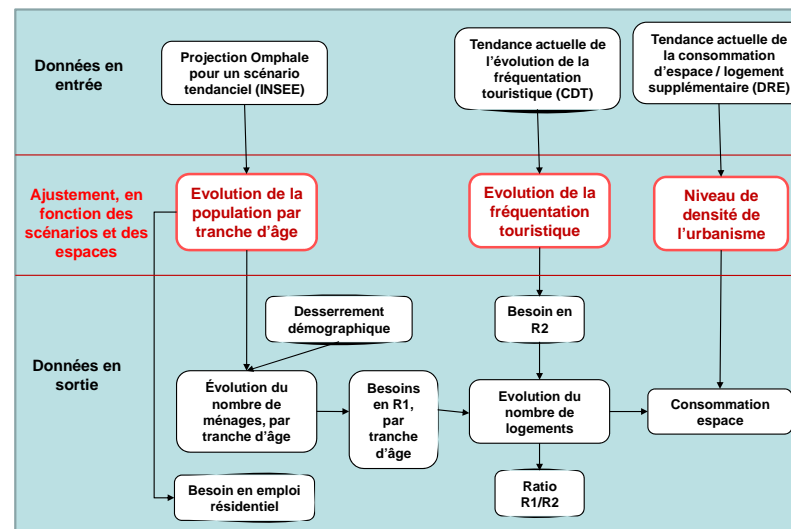 Données en
entrée
Projection Omphale
pour un scénario
tendanciel (INSEE)
Tendance actuelle de
l'évolution de la
fréquentation
touristique (CDT)
Tendance actuelle de
la consommation
d'espace / logement
supplémentaire (DRE)
Ajustement, en
fonction des
scénarios et des
espaces
Evolution de la
population par
tranche d'âge
Evolution de la
fréquentation
touristique
Niveau de
densité de
l'urbanisme
Données en
sortie
Desserrement
démographique
Besoin en
R2
Évolution du
nombre de
ménages, par
tranche d'âge
Besoins
en R1,
par
tranche
d'âge
Evolution du
nombre de
logements
Consommation
espace
Besoin en emploi
résidentiel
Ratio
R1/R2